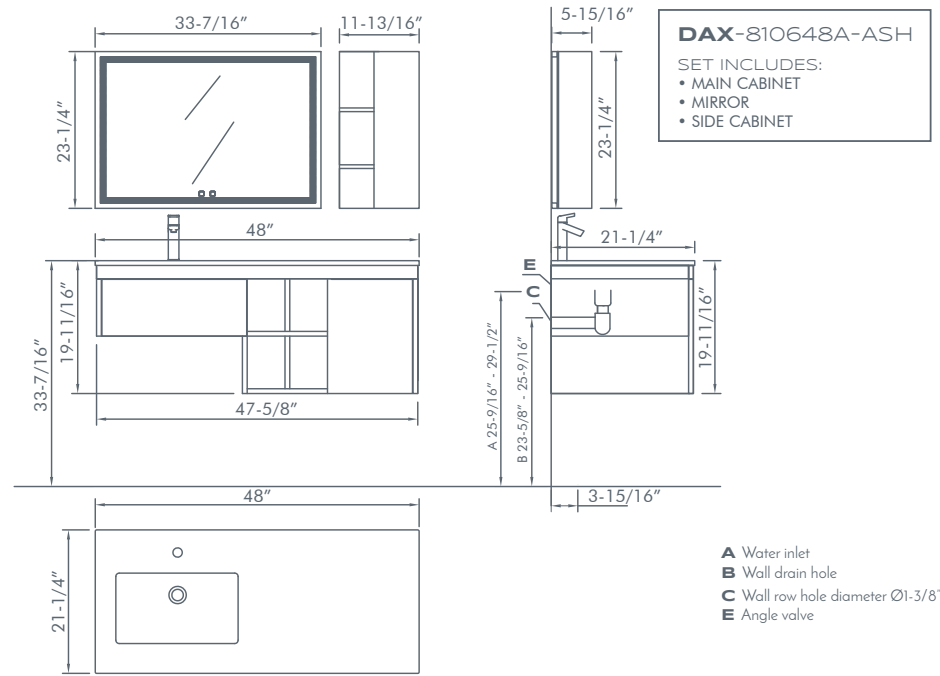 33-7/16”
11-13/16”
5-15/16”
DAX-810648A-ASH
SET INCLUDES:
• MAIN CABINET
• MIRROR
• SIDE CABINET
23-1/4”
23-1/4”
48”
21-1/4”
E
C
33-7/16”
19-11/16”
A 25-9/16” - 29-1/2”
B 23-5/8” - 25-9/16”
19-11/16”
47-5/8”
48”
3-15/16”
21-1/4”
A Water inlet
B Wall drain hole
C Wall row hole diameter Ø1-3/8”
E Angle valve